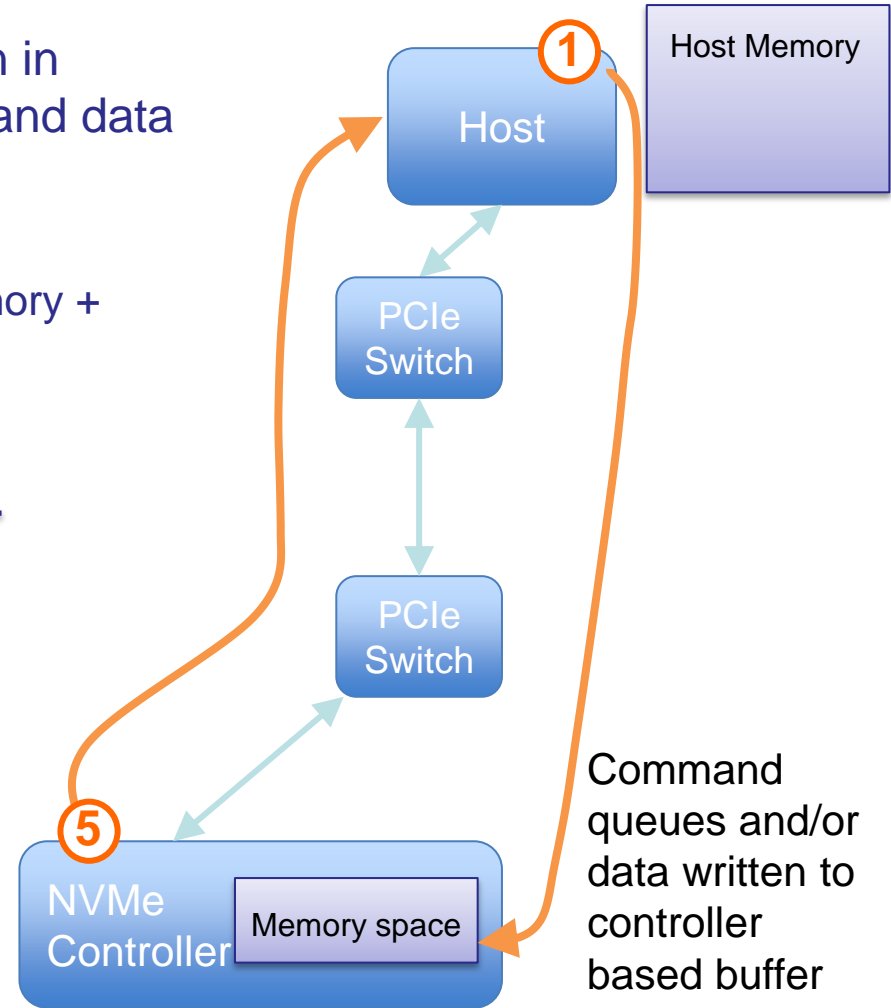 n in
and data
ory +
1
Host
Host Memory
PCIe
Switch
PCIe
Switch
5
NVMe
Controller
Memory space
Command
queues and/or
data written to
controller
based buffer